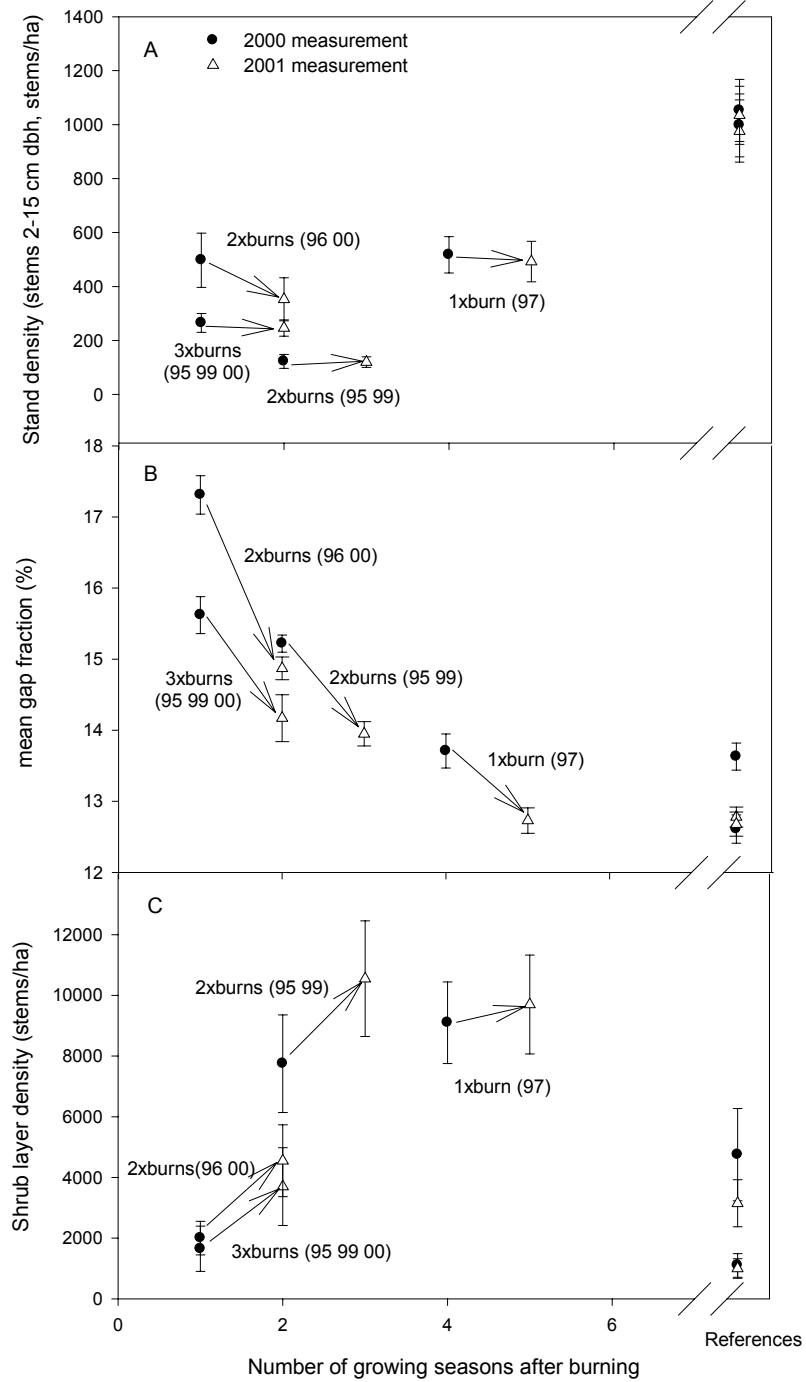 1400
A
2000 measurement
2001 measurement
1200
1000
800
600
400
200
0
Stand density (stems 2-15 cm dbh, stems/ha)
2xburns (96 00)
1xburn (97)
3xburns
(95 99 00)
2xburns (95 99)
18
B
17
16
15
14
13
12
mean gap fraction (%)
2xburns (96 00)
3xburns
(95 99 00)
2xburns (95 99)
1xburn (97)
C
12000
10000
8000
6000
4000
2000
0
Shrub layer density (stems/ha)
2xburns (95 99)
1xburn (97)
2xburns(96 00)
3xburns (95 99 00)
0 2 4 6
References
Number of growing seasons after burning